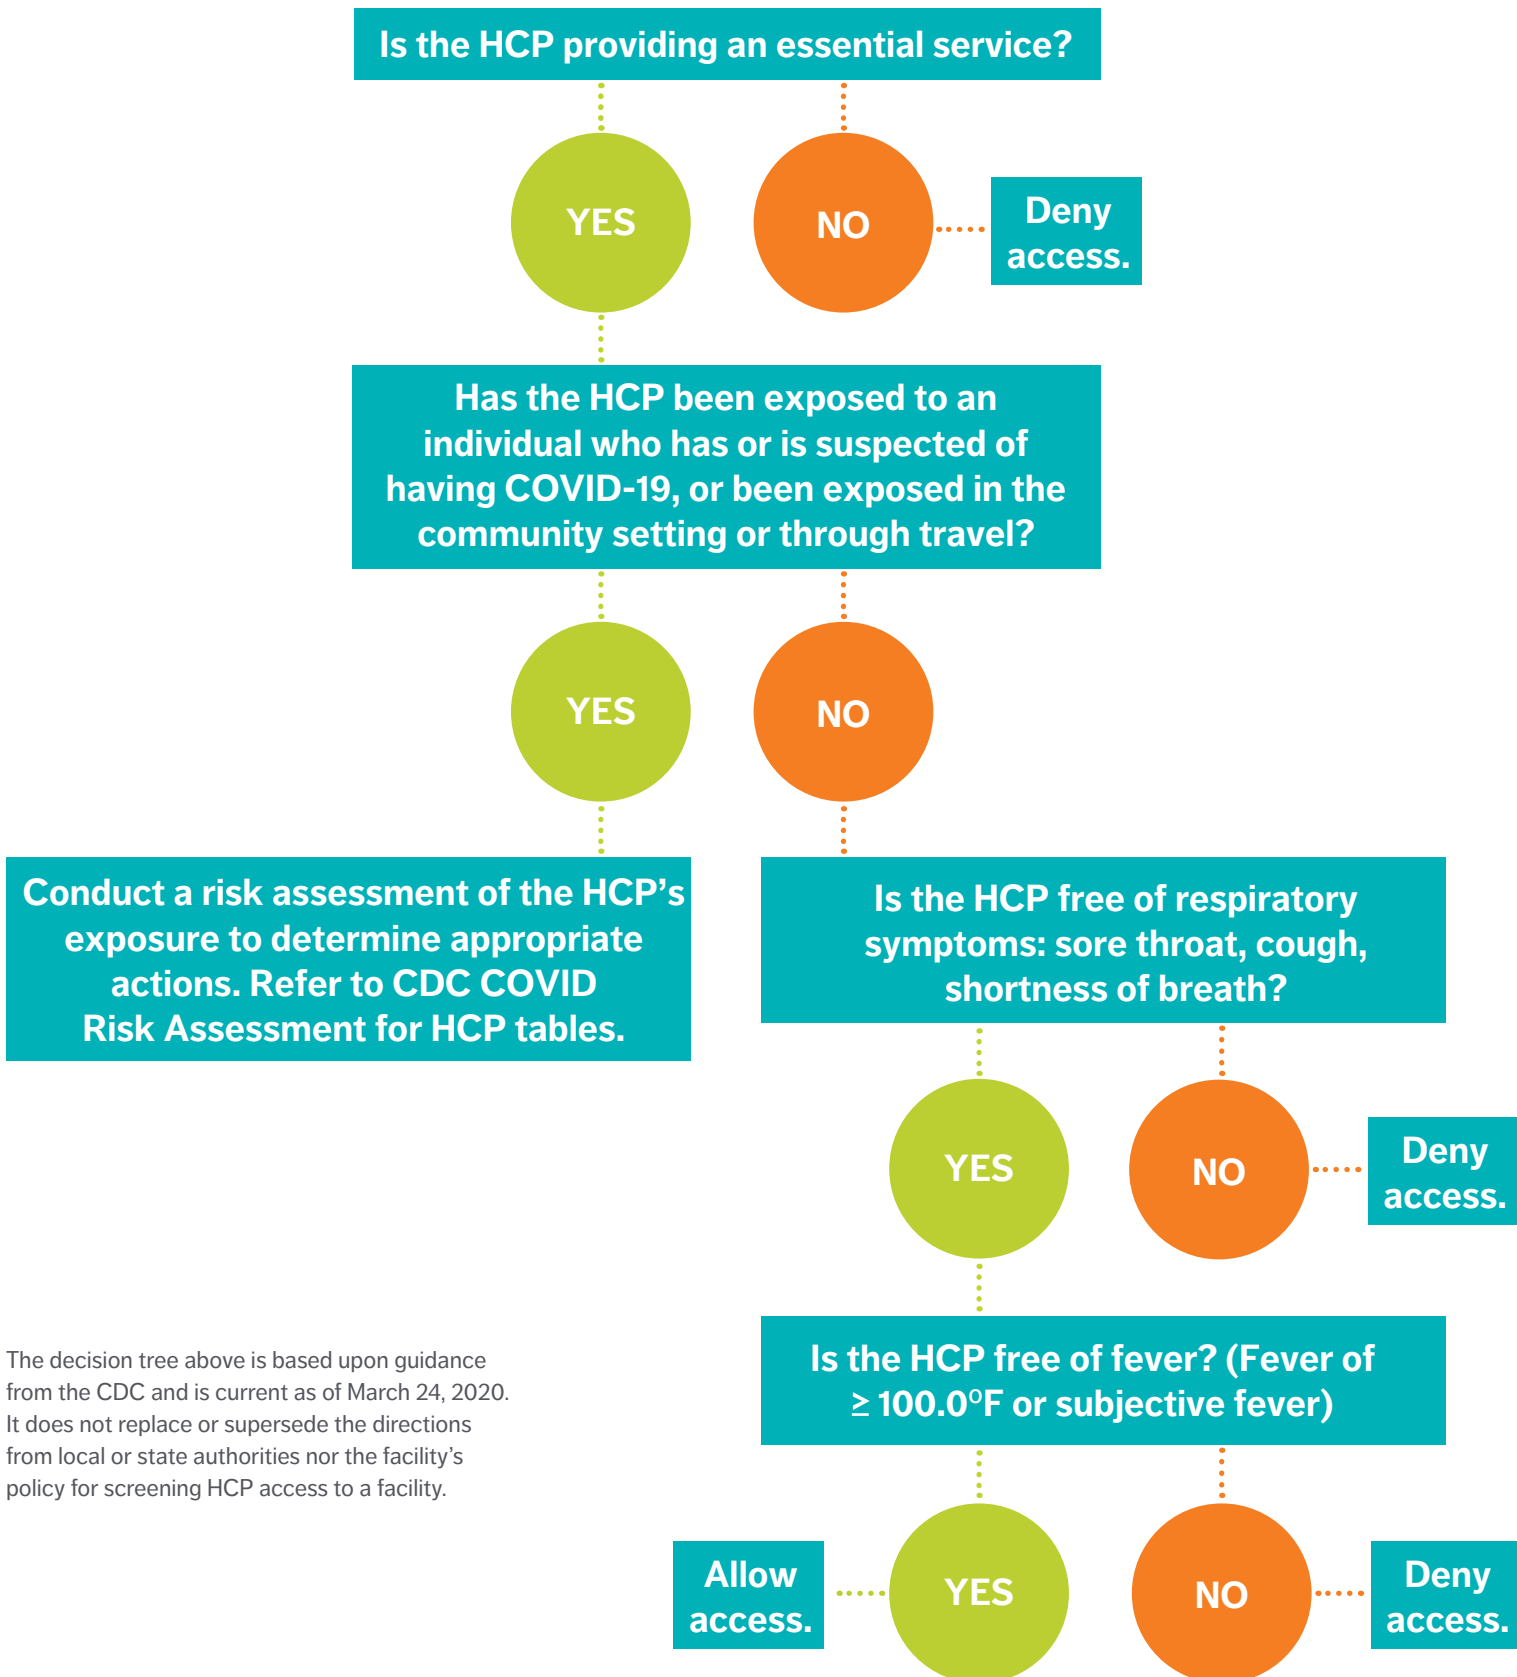 Is the HCP providing an essential service?
YES
NO
Deny
access.
Has the HCP been exposed to an
individual who has or is suspected of
having COVID-19, or been exposed in the
community setting or through travel?
YES
NO
Conduct a risk assessment of the HCP’s
exposure to determine appropriate
actions. Refer to CDC COVID
Risk Assessment for HCP tables.
Is the HCP free of respiratory
symptoms: sore throat, cough,
shortness of breath?
YES
NO
Deny
access.
The decision tree above is based upon guidance
from the CDC and is current as of March 24, 2020.
It does not replace or supersede the directions
from local or state authorities nor the facility’s
policy for screening HCP access to a facility.
Is the HCP free of fever? (Fever of
≥ 100.0°F or subjective fever)
Allow
access.
YES
NO
Deny
access.